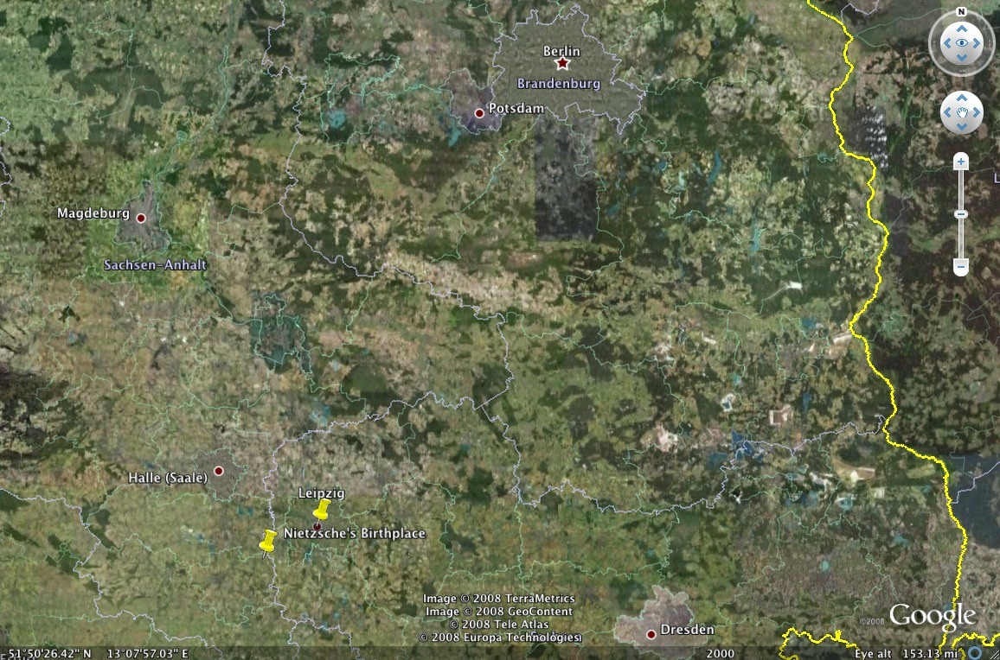 N
Berlin
Brandenburg
Potsdam
Magdeburg
L
Sachsen-Anhalt
Halle (Saale)
Leipzig
Nietzsche's Birthplace
Image © 2008 TerraMetrics
Image © 2008 GeoContent
© 2008 Tele Atlas
© 2008 Europa Technologies
©2008 Google
Dresden
51°50'26.42" N 13°07'57.03" E
2000
Eye alt 153.13 mi